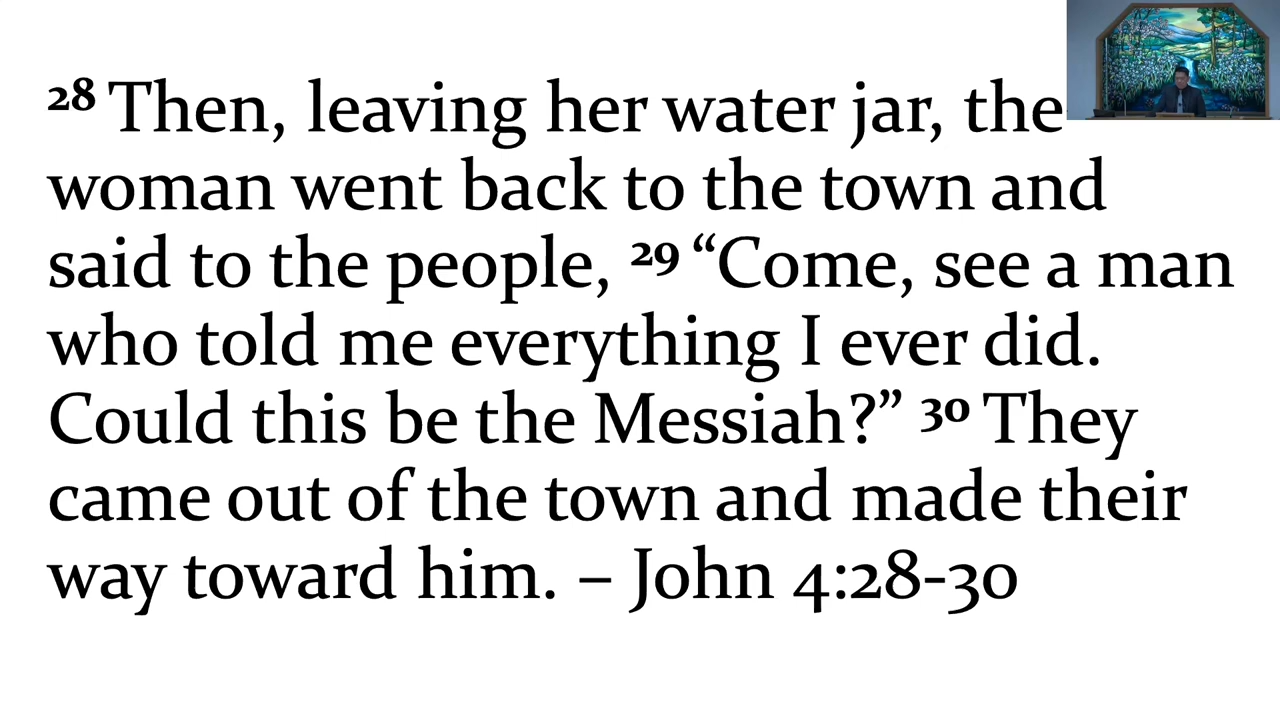 28 Then, leaving her water jar, the
woman went back to the town and
said to the people, 29 “Come, see a man
who told me everything I ever did.
Could this be the Messiah?” 30 They
came out of the town and made their
way toward him. – John 4:28-30